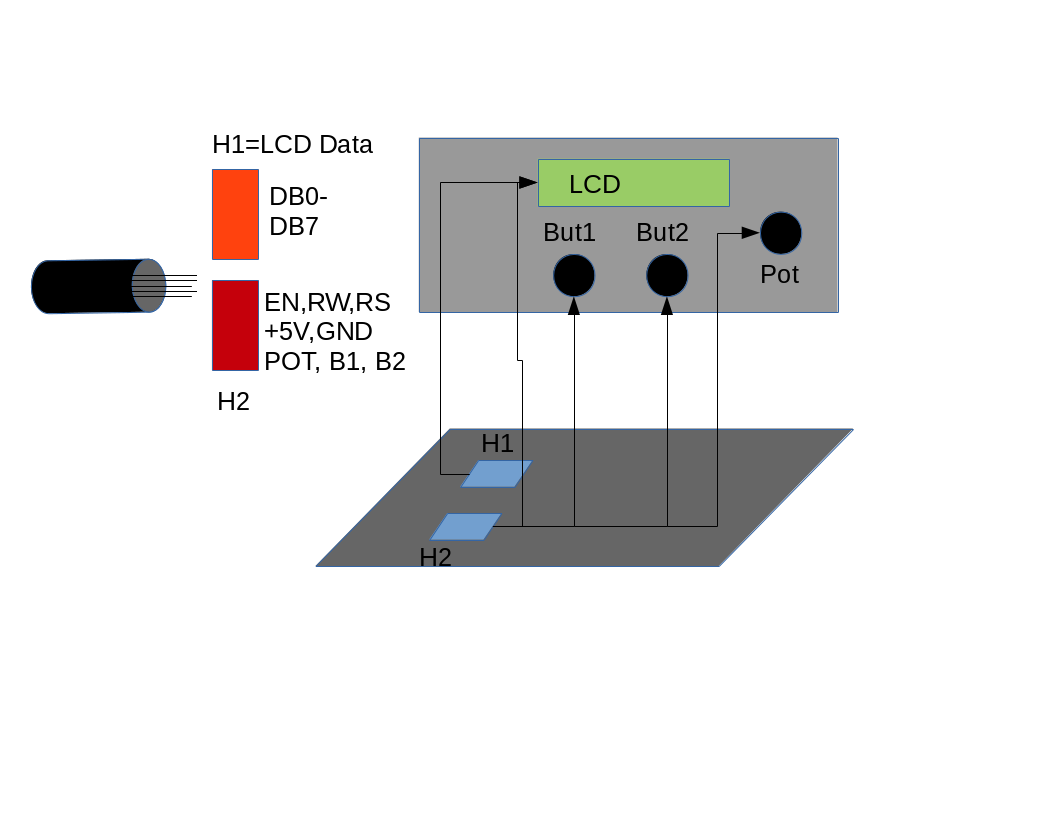 H1=LCD Data
DB0-
DB7
EN,RW,RS
+5V,GND
POT, B1, B2
H2
LCD
But1
But2
Pot
H1
H2